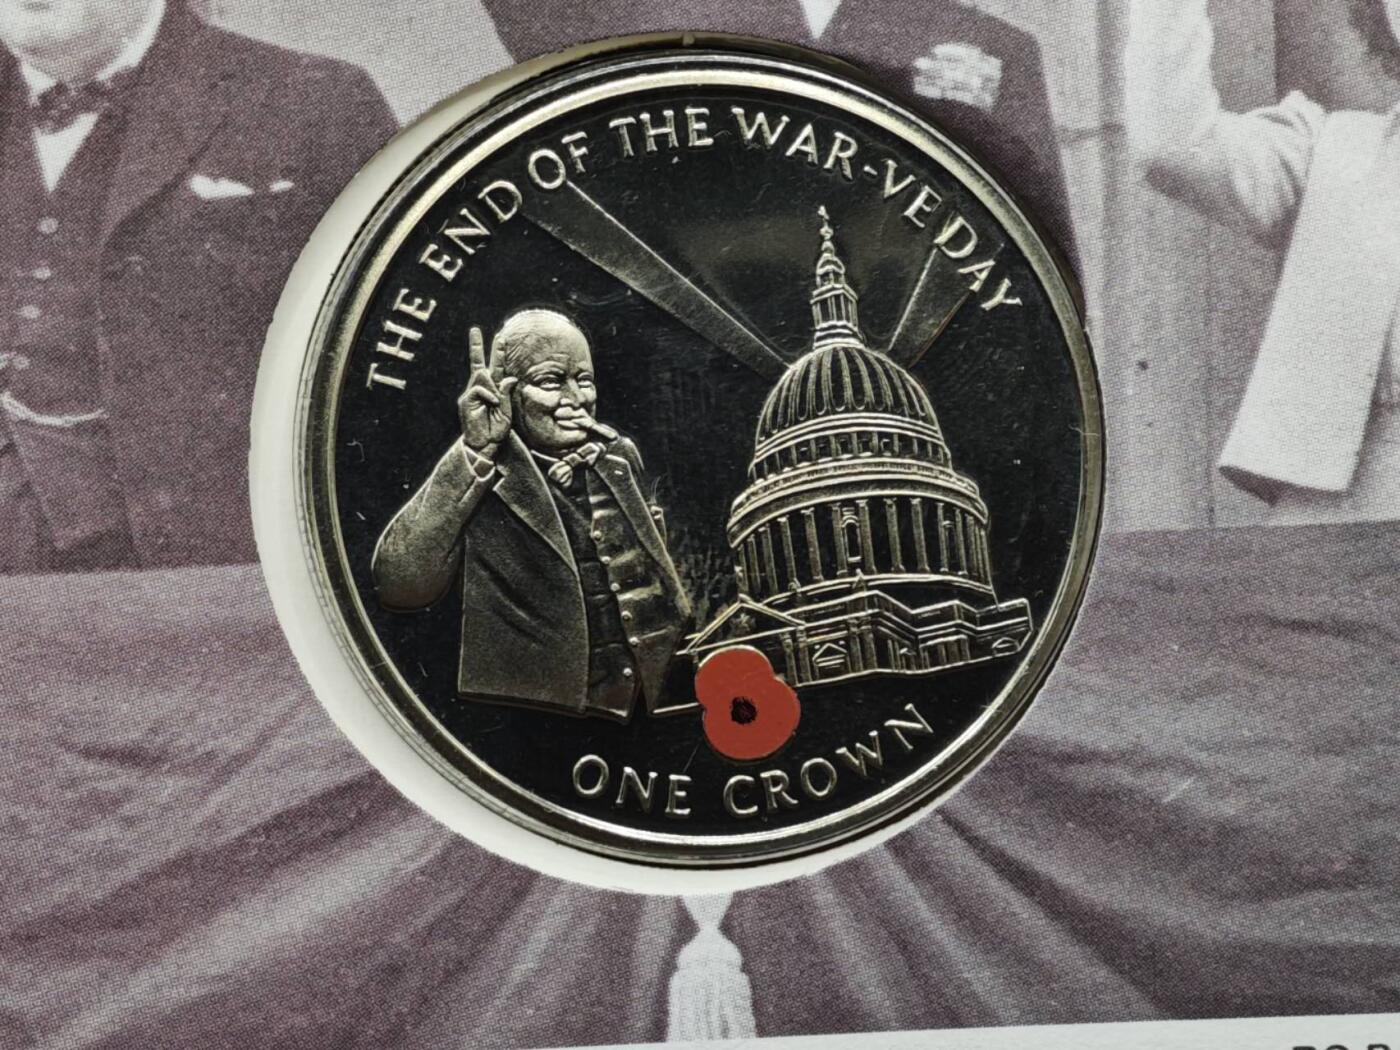 THE END OF THE WAR-VE DAY
ONE CROWN